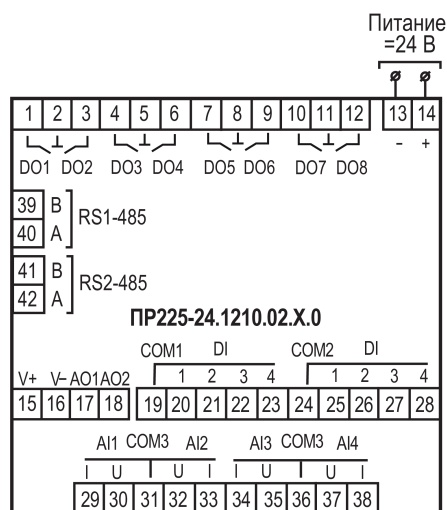 Питание
=24 В
1 2 3 4 5 6 7 8 9 10 11 12 13 14
- +
DO1 DO2 DO3 DO4 DO5 DO6 DO7 DO8
39 B
40 A
RS1-485
41 B
42 A
RS2-485
ПР225-24.1210.02.X.0
COM1 DI COM2 DI
1 2 3 4 1 2 3 4
V+ V- AO1 AO2
15 16 17 18 19 20 21 22 23 24 25 26 27 28
AI1 COM3 AI2 AI3 COM3 AI4
I U U I I U U I
29 30 31 32 33 34 35 36 37 38